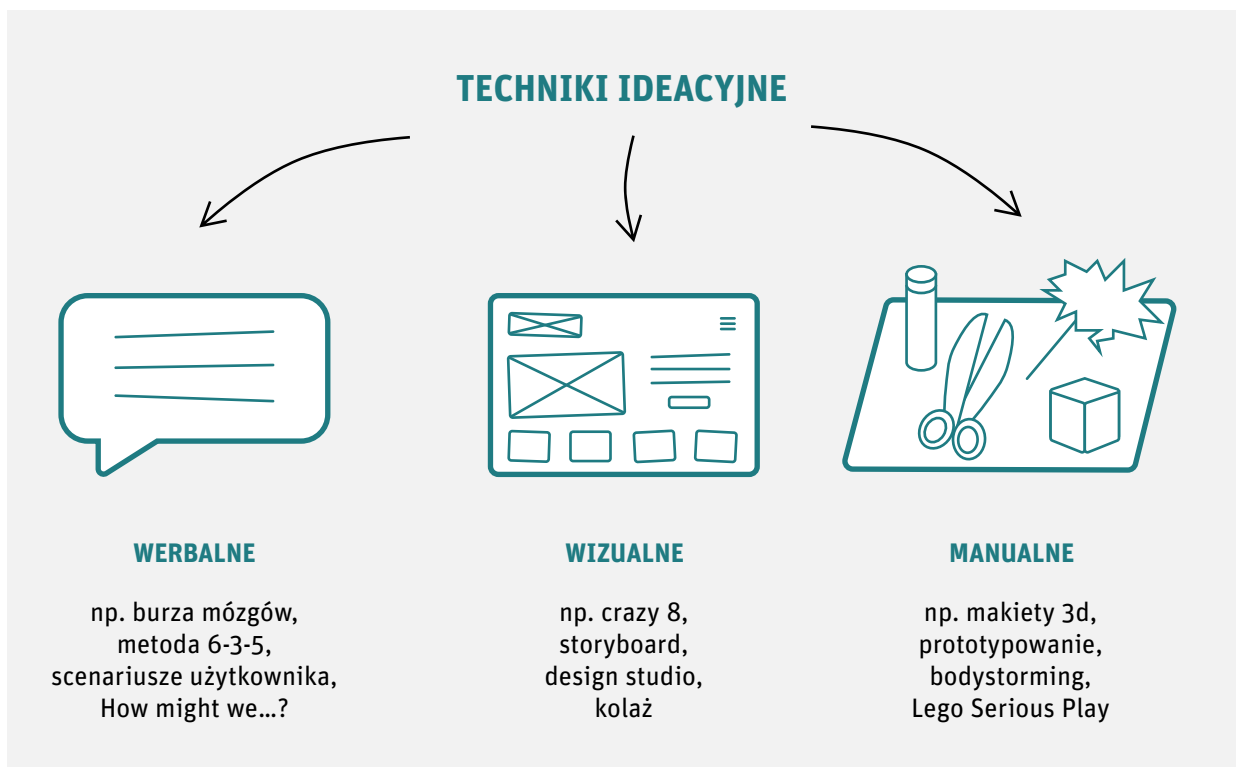 TECHNIKI IDEACYJNE
WERBALNE
np. burza mózgów,
metoda 6-3-5,
scenariusze użytkownika,
How might we...?
WIZUALNE
np. crazy 8,
storyboard,
design studio,
kolaż
MANUALNE
np. makiety 3d,
prototypowanie,
bodystorming,
Lego Serious Play